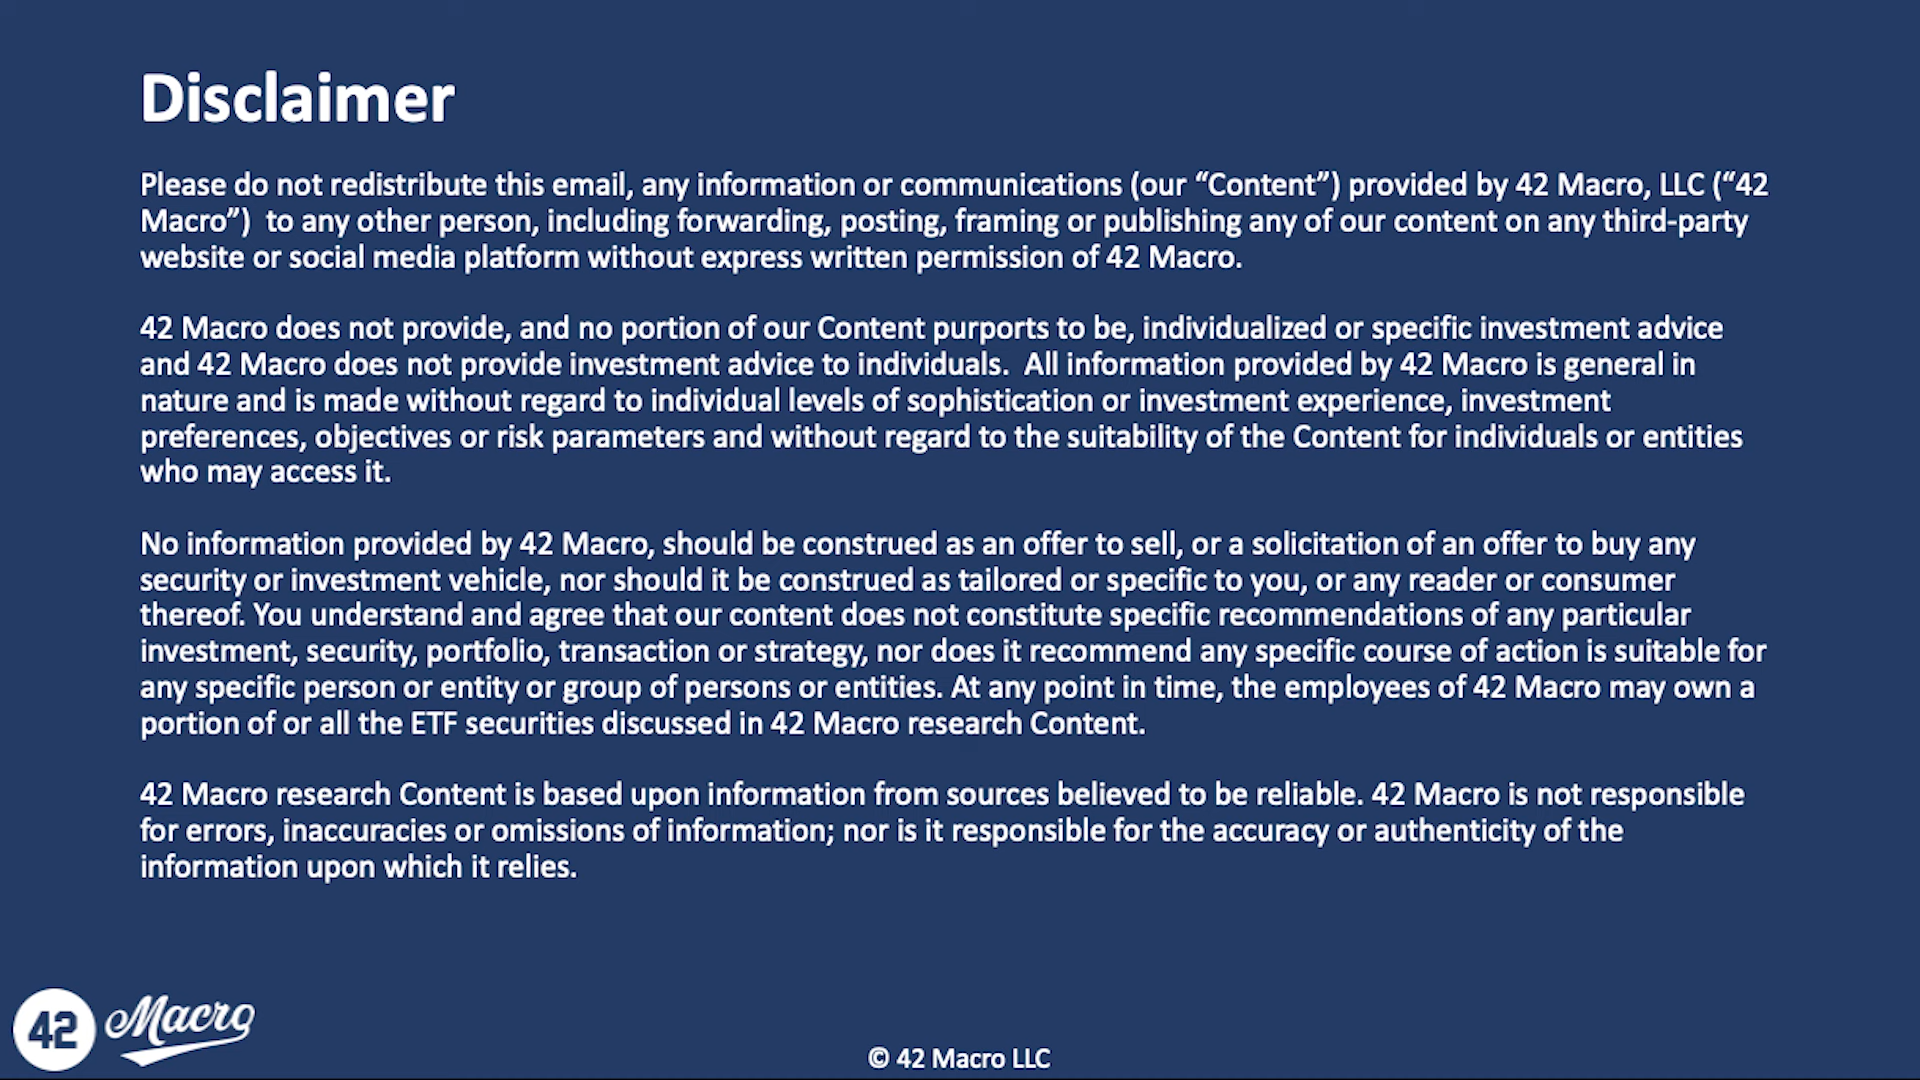 Disclaimer
Please do not redistribute this email, any information or communications (our “Content”) provided by 42 Macro, LLC (“42
Macro”)  to any other person, including forwarding, posting, framing or publishing any of our content on any third-party
website or social media platform without express written permission of 42 Macro.
42 Macro does not provide, and no portion of our Content purports to be, individualized or specific investment advice
and 42 Macro does not provide investment advice to individuals.  All information provided by 42 Macro is general in
nature and is made without regard to individual levels of sophistication or investment experience, investment
preferences, objectives or risk parameters and without regard to the suitability of the Content for individuals or entities
who may access it.
No information provided by 42 Macro, should be construed as an offer to sell, or a solicitation of an offer to buy any
security or investment vehicle, nor should it be construed as tailored or specific to you, or any reader or consumer
thereof. You understand and agree that our content does not constitute specific recommendations of any particular
investment, security, portfolio, transaction or strategy, nor does it recommend any specific course of action is suitable for
any specific person or entity or group of persons or entities. At any point in time, the employees of 42 Macro may own a
portion of or all the ETF securities discussed in 42 Macro research Content.
42 Macro research Content is based upon information from sources believed to be reliable. 42 Macro is not responsible
for errors, inaccuracies or omissions of information; nor is it responsible for the accuracy or authenticity of the
information upon which it relies.
42 Macro
© 42 Macro LLC